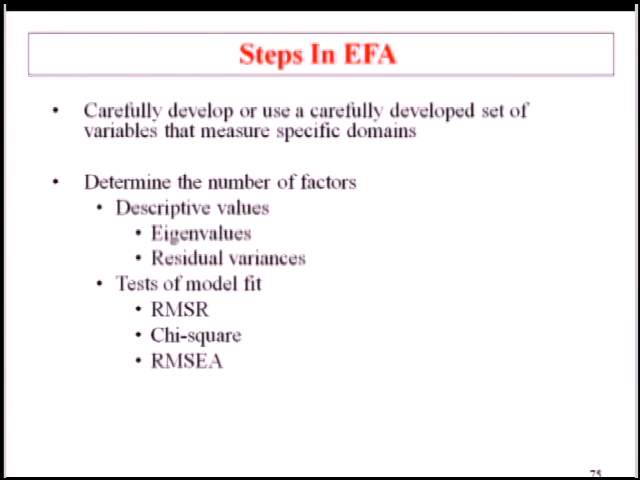 Steps In EFA
• Carefully develop or use a carefully developed set of
variables that measure specific domains
• Determine the number of factors
• Descriptive values
• Eigenvalues
• Residual variances
• Tests of model fit
• RMSR
• Chi-square
• RMSEA
75